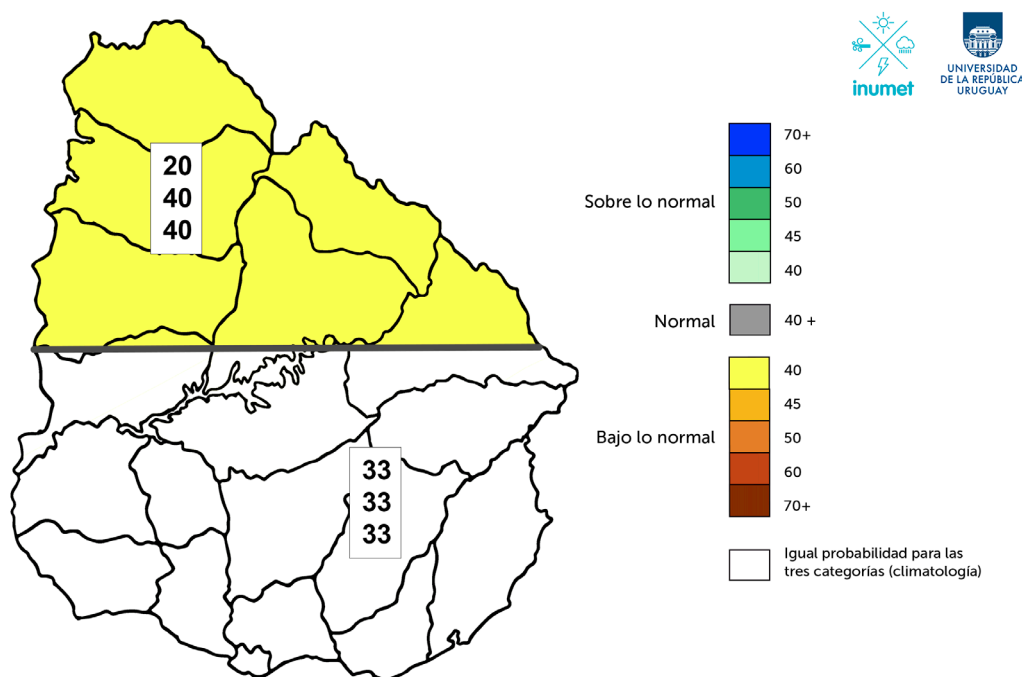 inumet
UNIVERSIDAD
DE LA REPÚBLICA
URUGUAY
20
40
40
33
33
33
Sobre lo normal
70+
60
50
45
40
Normal
40 +
Bajo lo normal
40
45
50
60
70+
Igual probabilidad para las
tres categorías (climatología)